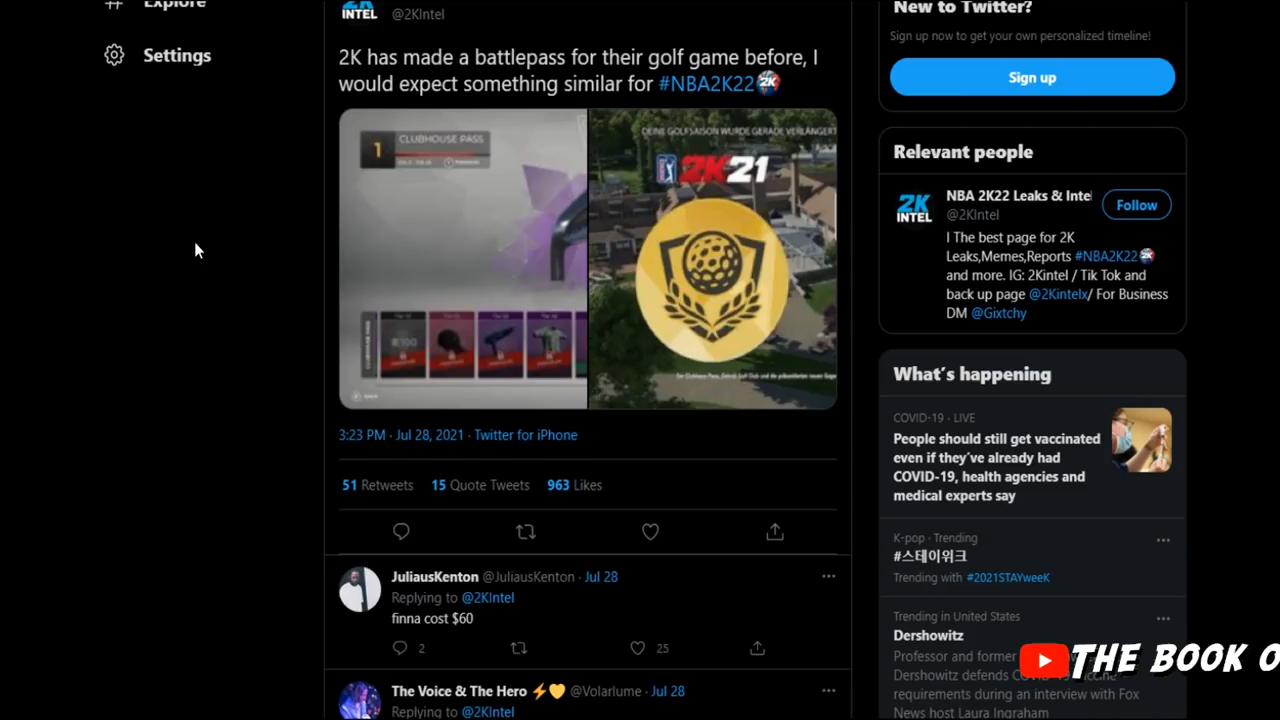 Explore
Settings
2K
INTEL
@2KIntel
2K has made a battlepass for their golf game before, I
would expect something similar for #NBA2K22
1
CLUBHOUSE PASS
DEINE GOLFSAISON WURDE GERADE VERLÄNGERT
2K21
3:23 PM · Jul 28, 2021 · Twitter for iPhone
51 Retweets 15 Quote Tweets 963 Likes
JuliausKenton @JuliausKenton · Jul 28
Replying to @2KIntel
finna cost $60
2
25
The Voice & The Hero @Volarlume · Jul 28
Replying to @2KIntel
New to Twitter?
Sign up now to get your own personalized timeline!
Sign up
Relevant people
2K
INTEL
NBA 2K22 Leaks & Intel
@2KIntel
Follow
I The best page for 2K
Leaks,Memes,Reports #NBA2K22
and more. IG: 2Kintel / Tik Tok and
back up page @2Kintelx/ For Business
DM @Gixtchy
What's happening
COVID-19 · LIVE
People should still get vaccinated
even if they've already had
COVID-19, health agencies and
medical experts say
K-pop · Trending
#스테이위크
Trending with #2021STAYweeK
Trending in United States
Dershowitz
Professor and former
Dershowitz defends
requirements during an interview with Fox
News host Laura Ingraham
THE BOOK O